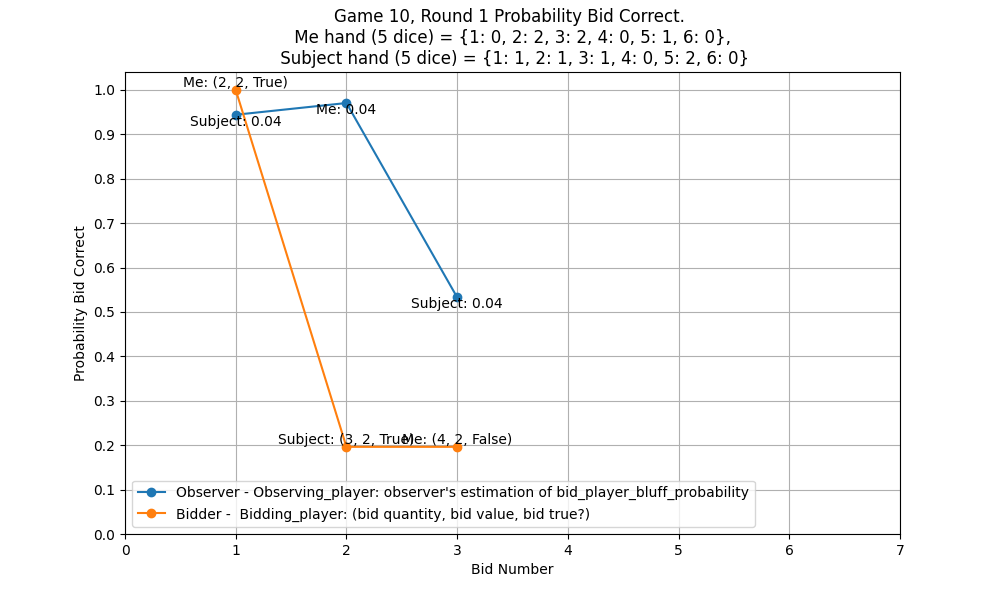 Game 10, Round 1 Probability Bid Correct.
Me hand (5 dice) = {1: 0, 2: 2, 3: 2, 4: 0, 5: 1, 6: 0},
Subject hand (5 dice) = {1: 1, 2: 1, 3: 1, 4: 0, 5: 2, 6: 0}
Probability Bid Correct
1.0
0.9
0.8
0.7
0.6
0.5
0.4
0.3
0.2
0.1
0.0
Me: (2, 2, True)
Subject: 0.04
Me: 0.04
Subject: 0.04
Subject: (3, 2, True)
Me: (4, 2, False)
Observer - Observing_player: observer's estimation of bid_player_bluff_probability
Bidder -  Bidding_player: (bid quantity, bid value, bid true?)
0 1 2 3 4 5 6 7
Bid Number